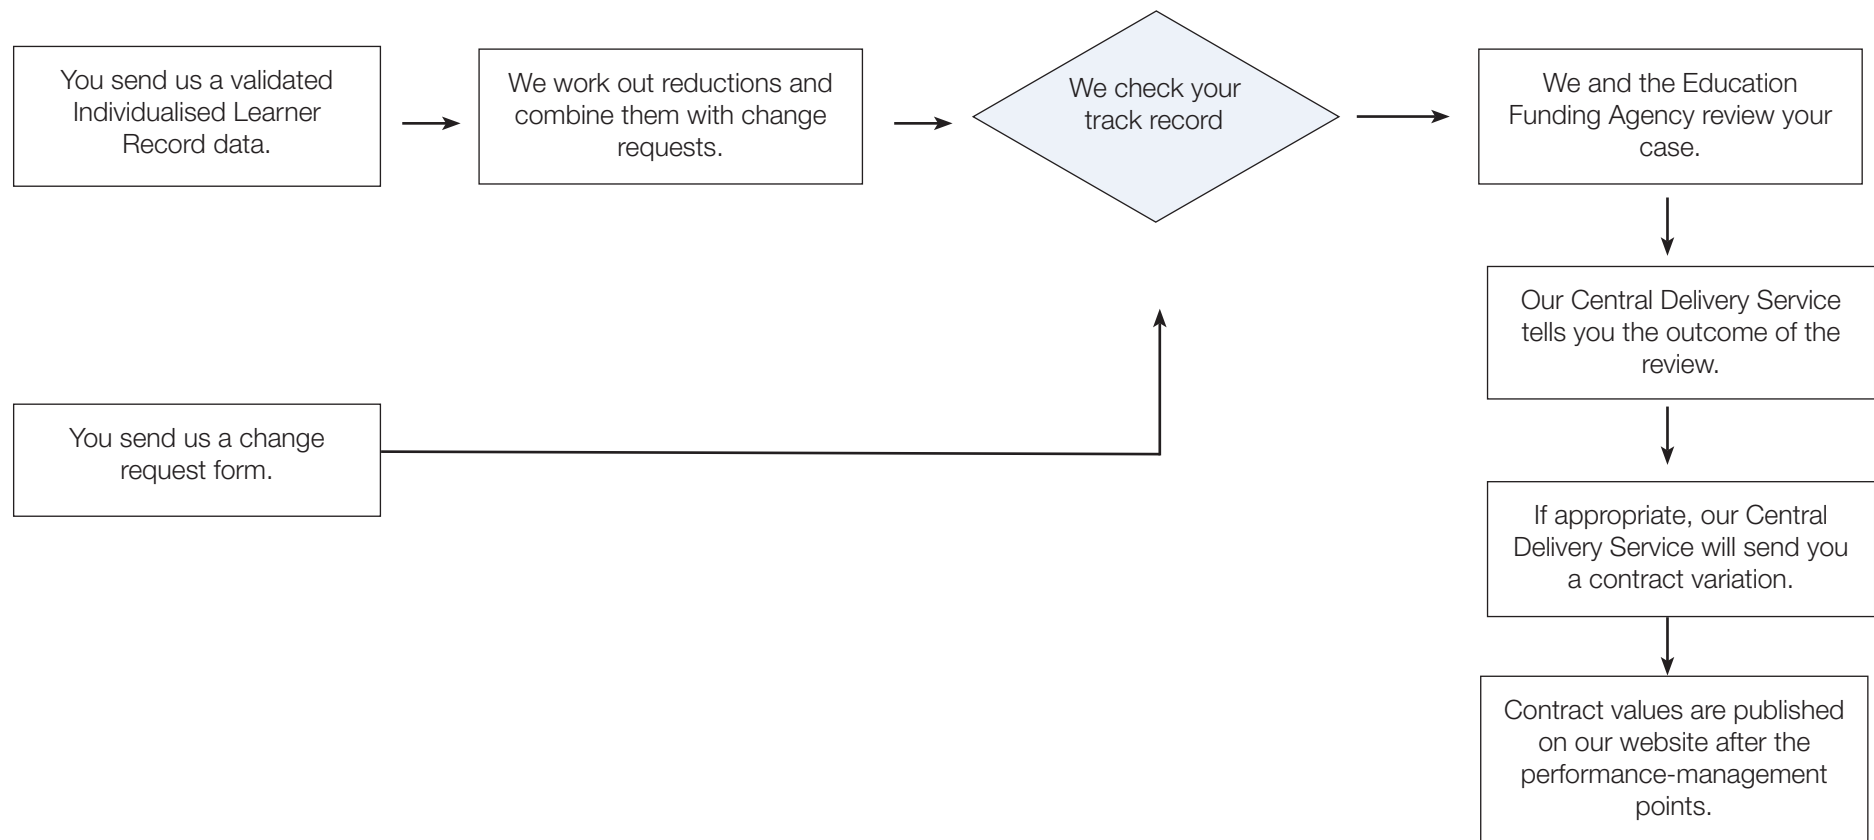 You send us a validated
Individualised Learner
Record data.
We work out reductions and
combine them with change
requests.
We check your
track record
We and the Education
Funding Agency review your
case.
Our Central Delivery Service
tells you the outcome of the
review.
You send us a change
request form.
If appropriate, our Central
Delivery Service will send you
a contract variation.
Contract values are published
on our website after the
performance-management
points.